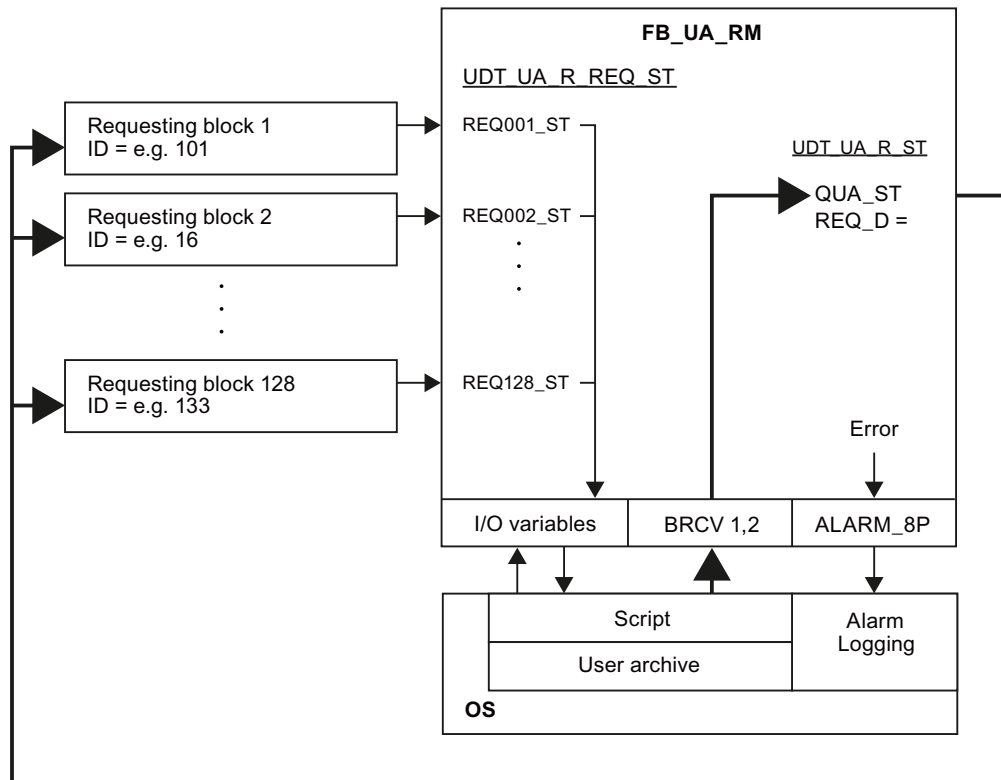 FB_UA_RM
UDT_UA_R_REQ_ST
Requesting block 1
ID = e.g. 101
REQ001_ST
UDT_UA_R_ST
QUA_ST
REQ_D =
Requesting block 2
ID = e.g. 16
REQ002_ST
Requesting block 128
ID = e.g. 133
REQ128_ST
Error
I/O variables
BRCV 1,2
ALARM_8P
Script
User archive
Alarm
Logging
OS